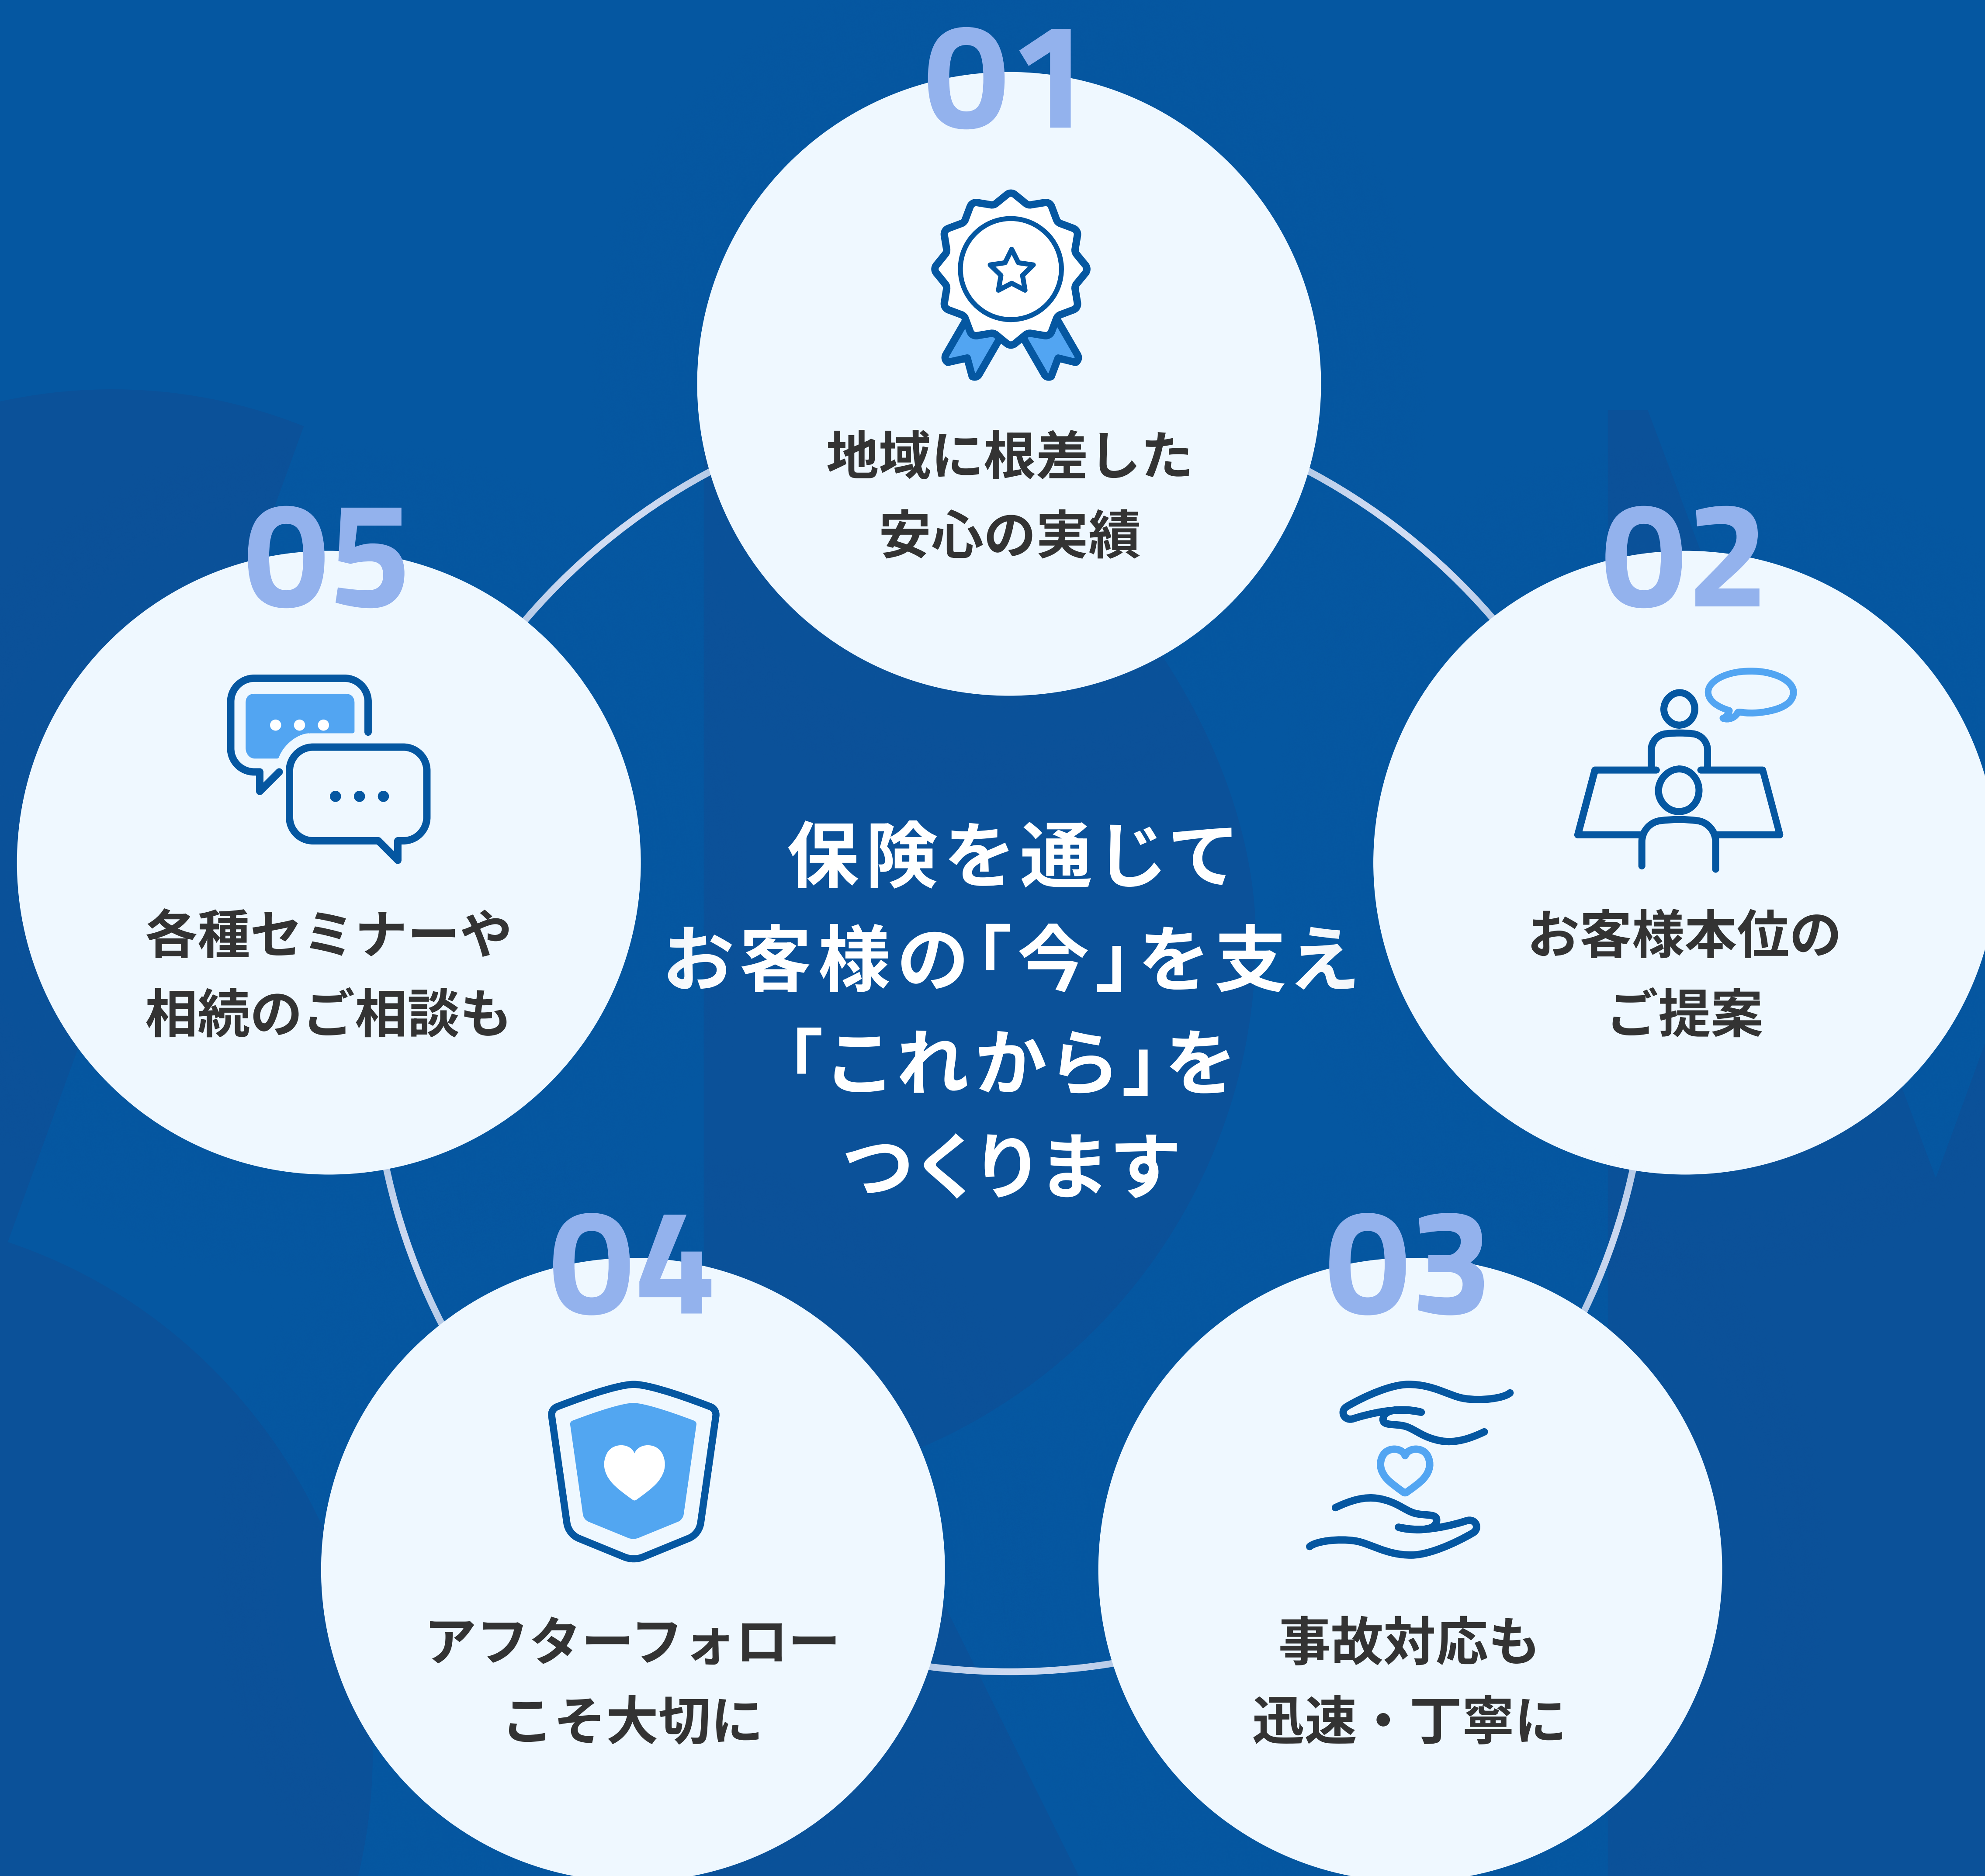 01
地域に根差した
安心の実績
02
お客様本位の
ご提案
03
事故対応も
迅速・丁寧に
04
アフターフォロー
こそ大切に
05
各種セミナーや
相続のご相談も
保険を通じて
お客様の「今」を支え
「これから」を
つくります